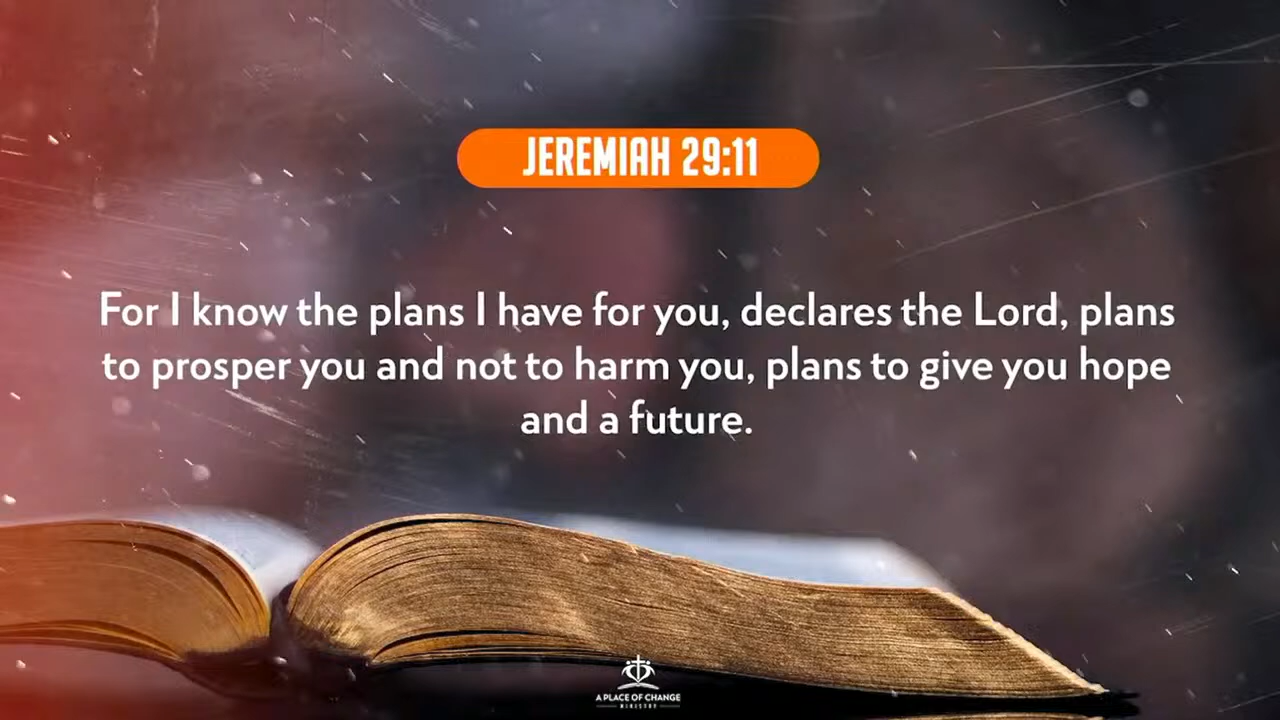 JEREMIAH 29:11
For I know the plans I have for you, declares the Lord, plans
to prosper you and not to harm you, plans to give you hope
and a future.
A PLACE OF CHANGE
MINISTRY